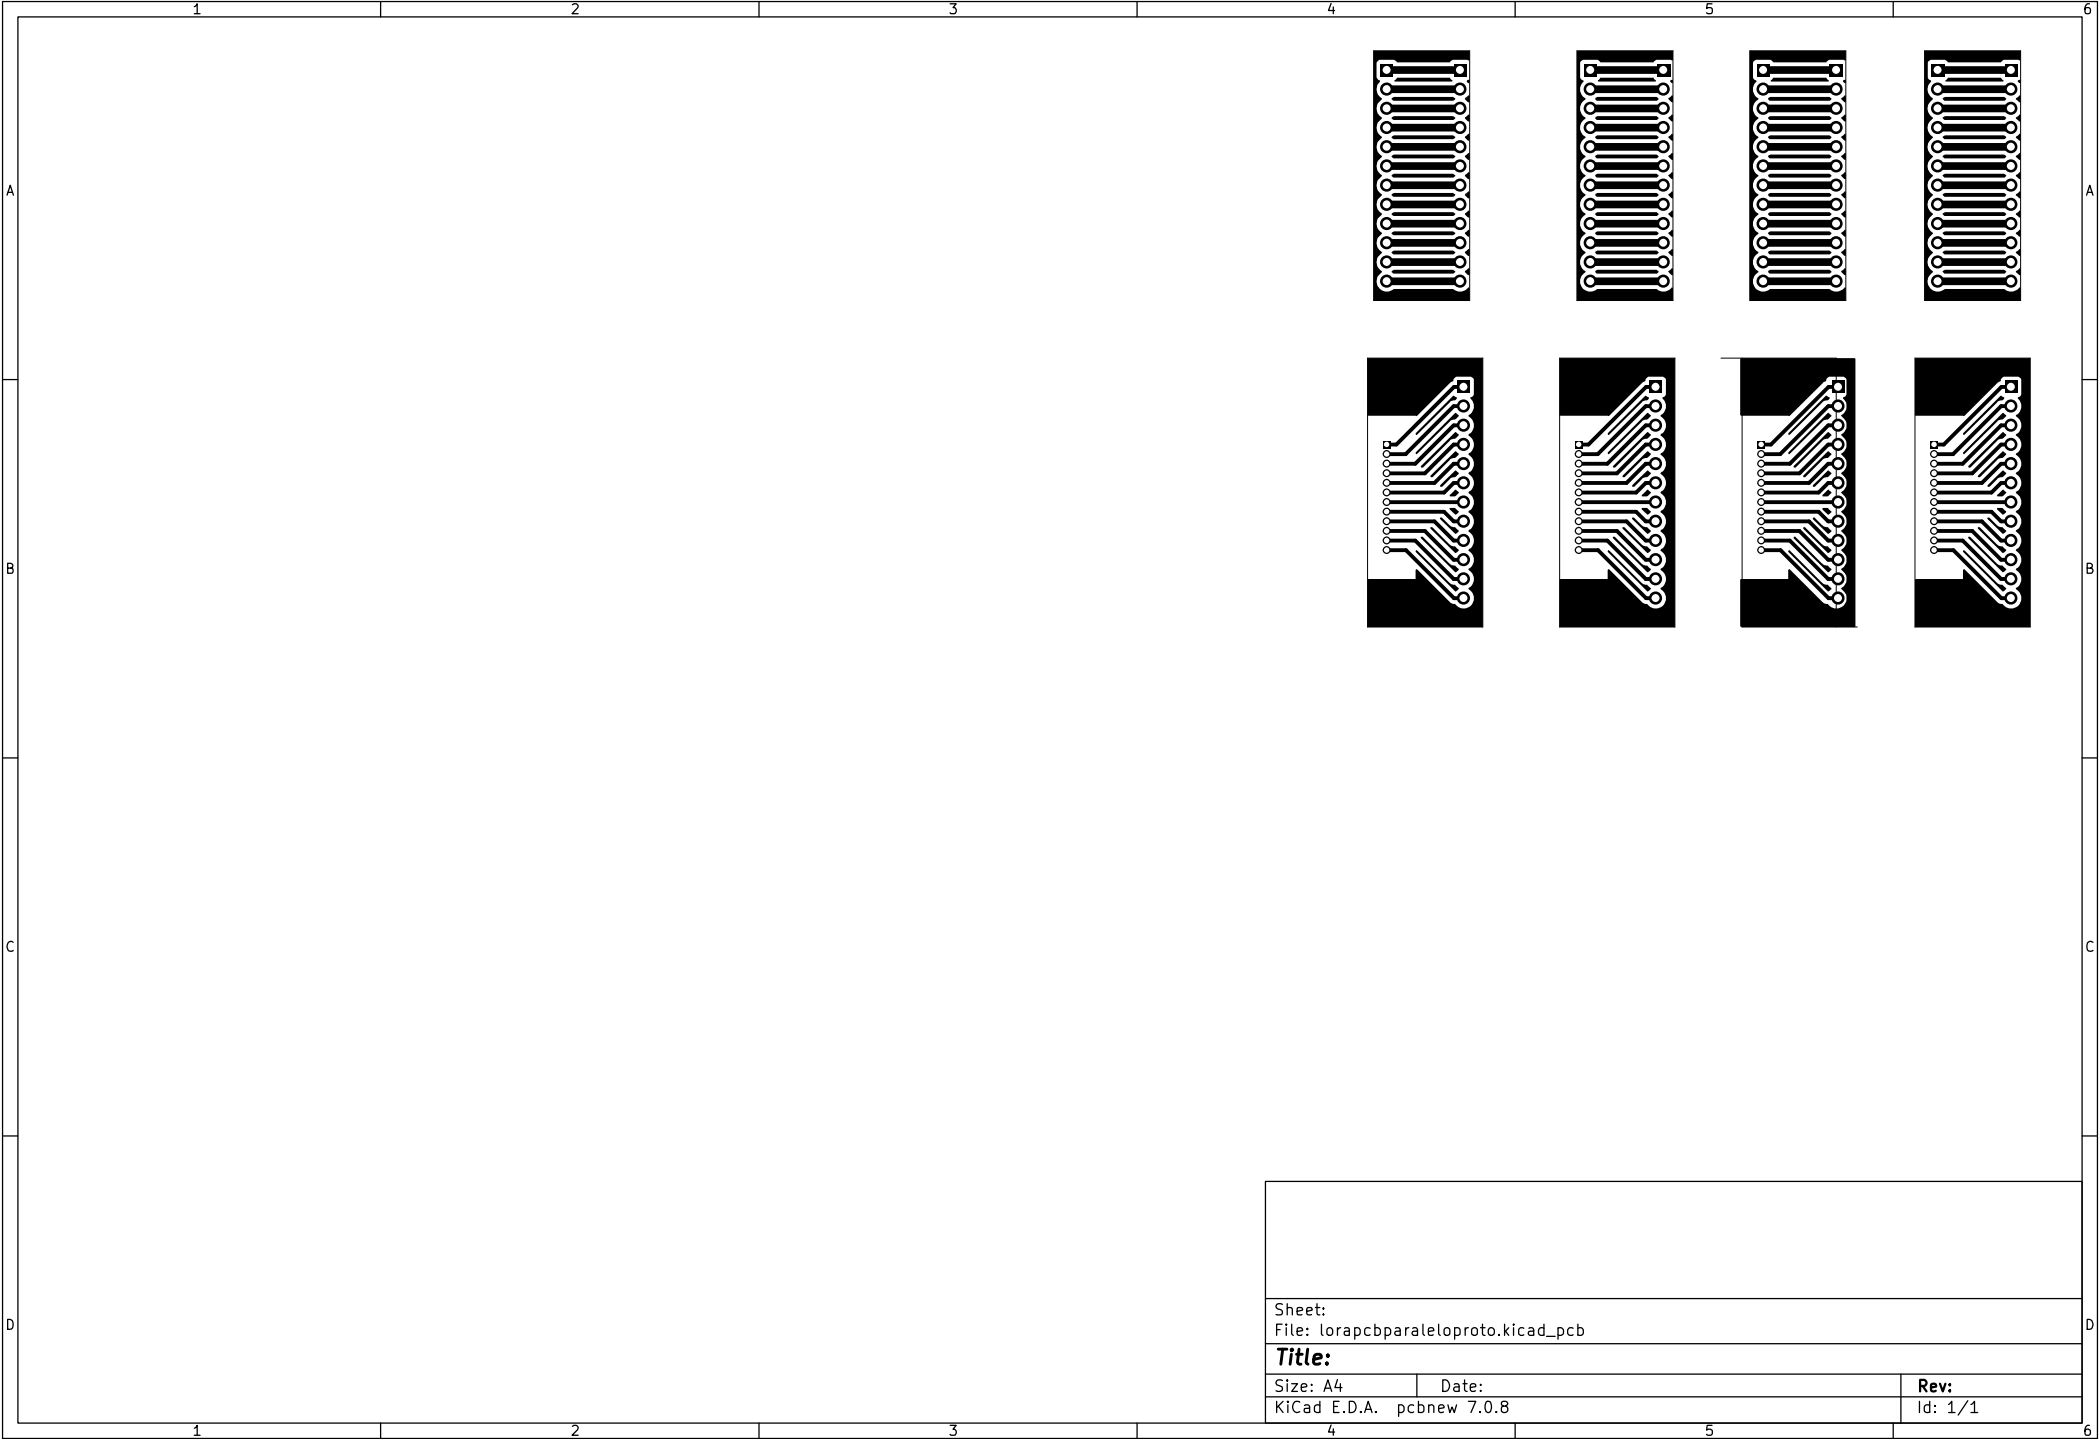 1 2 3 4 5 6
A A
B B
C C
Sheet:
File: lorapcbparaleloproto.kicad_pcb
D D
Title:
Size: A4 Date: Rev:
KiCad E.D.A. pcbnew 7.0.8 Id: 1/1
1 2 3 4 5 6